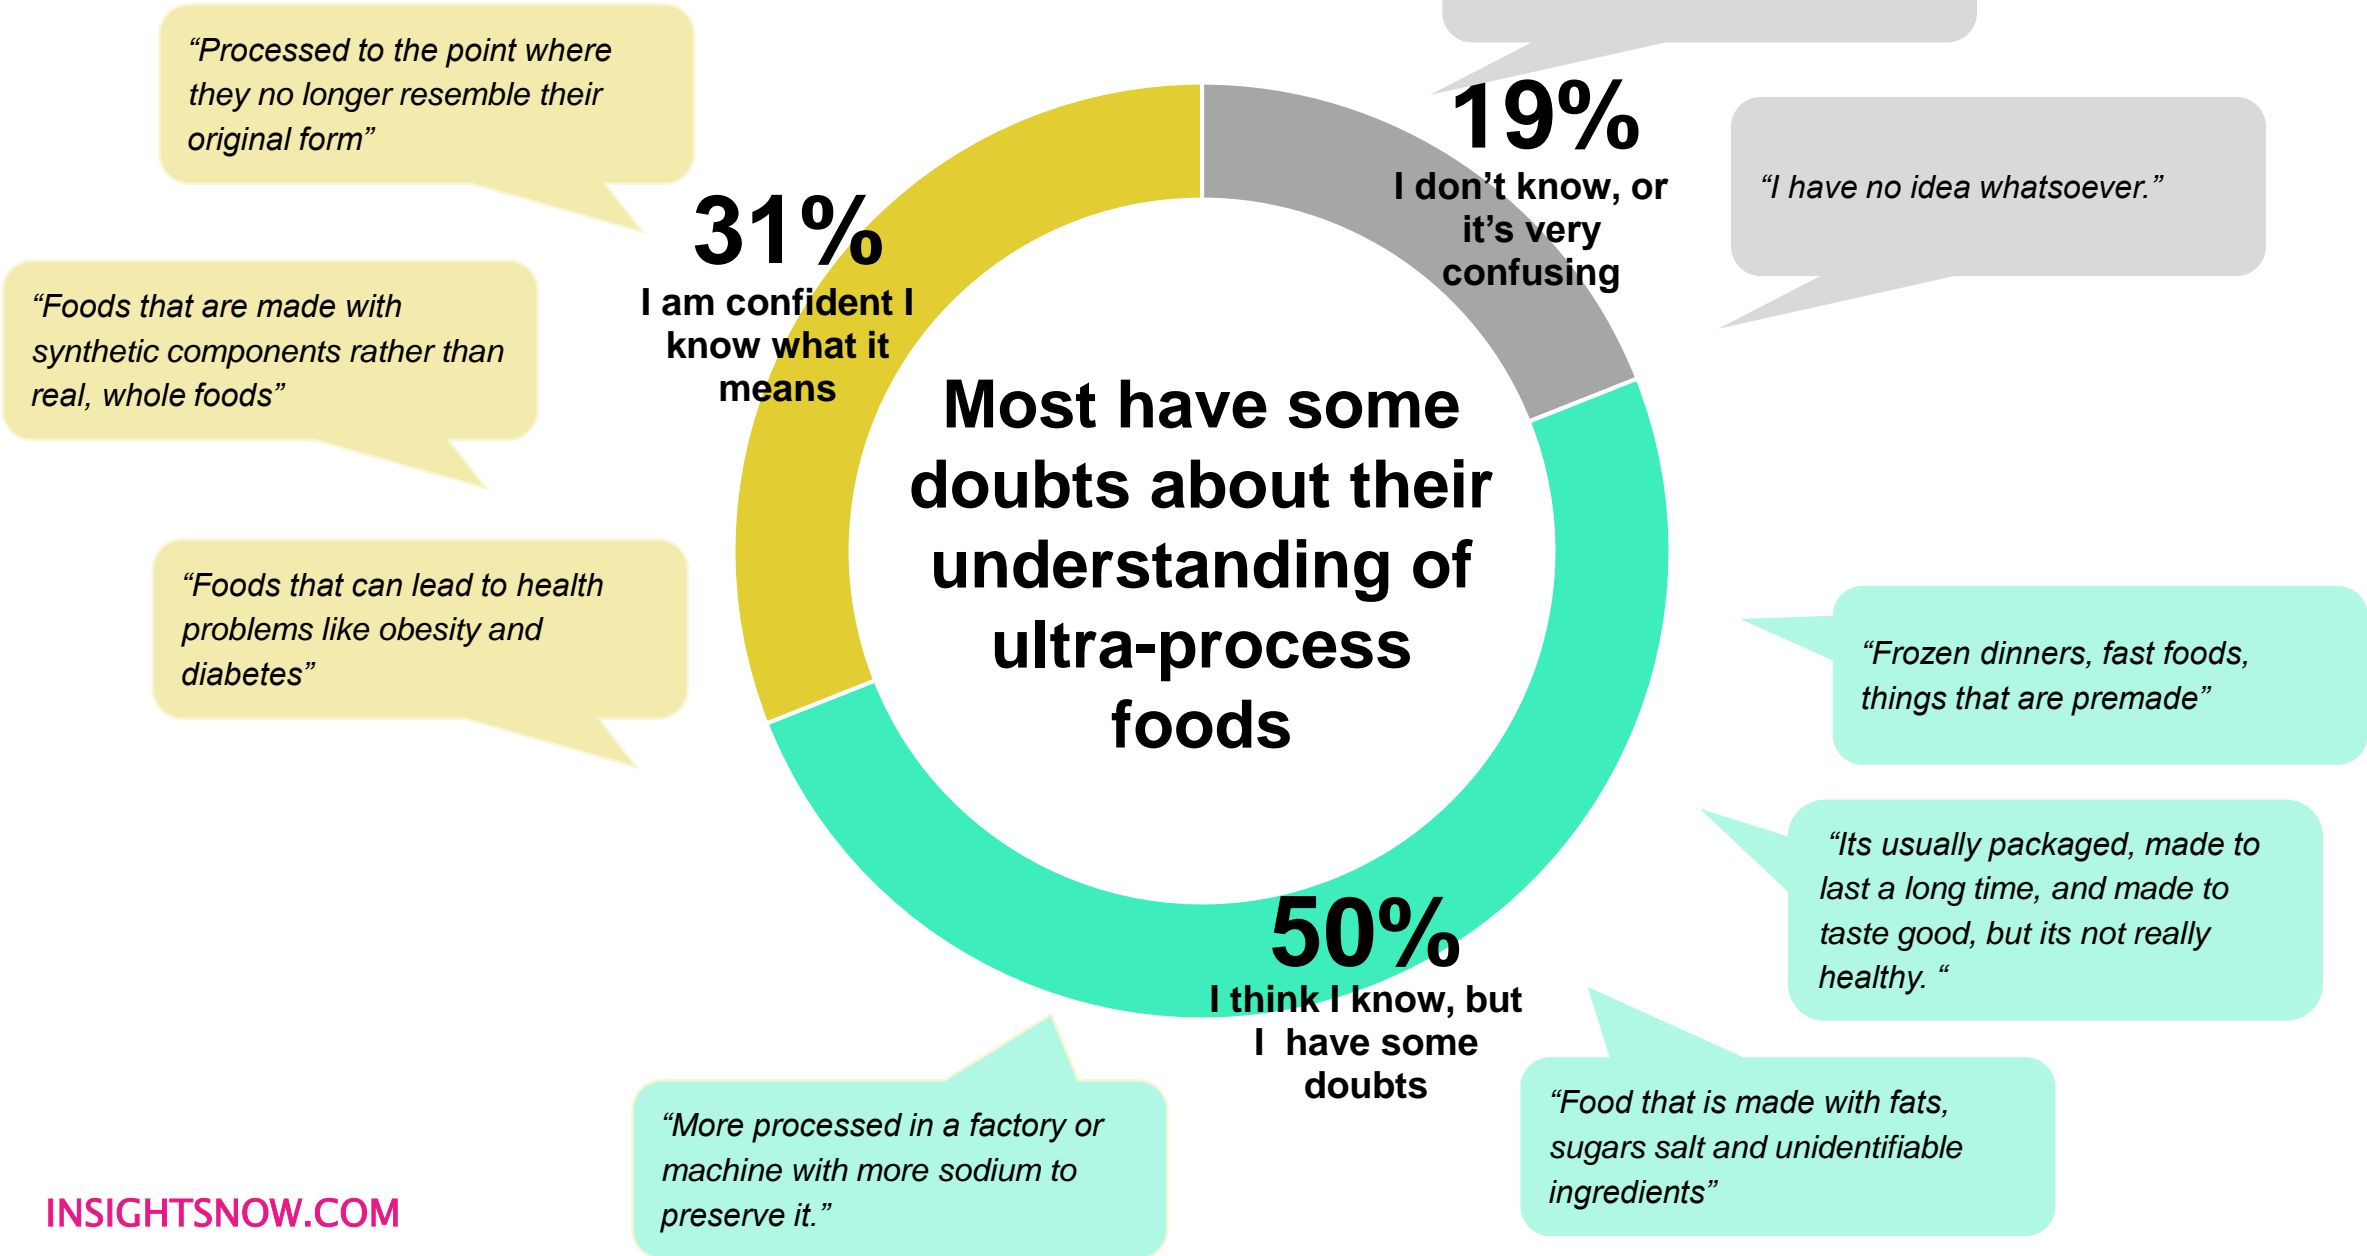 “Processed to the point where
they no longer resemble their
original form”
19%
I don’t know, or
it’s very
confusing
“I have no idea whatsoever.”
31%
I am confident I
know what it
means
“Foods that are made with
synthetic components rather than
real, whole foods”
Most have some
doubts about their
understanding of
ultra-process
foods
“Foods that can lead to health
problems like obesity and
diabetes”
“Frozen dinners, fast foods,
things that are premade”
“Its usually packaged, made to
last a long time, and made to
taste good, but its not really
healthy. “
50%
I think I know, but
I  have some
doubts
“Food that is made with fats,
sugars salt and unidentifiable
ingredients”
“More processed in a factory or
machine with more sodium to
preserve it.”
INSIGHTSNOW.COM